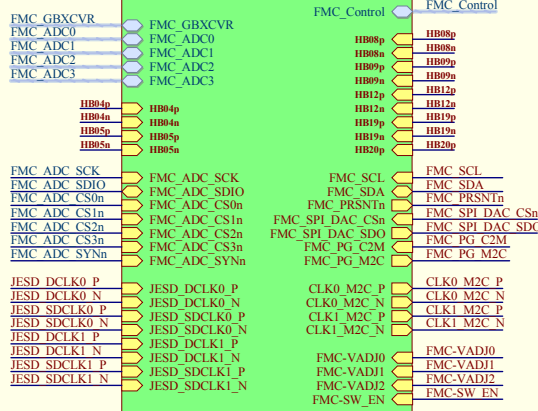 FMC_GBXCVR FMC_GBXCVR FMC_Control FMC_Control
FMC_ADC0 FMC_ADC0
FMC_ADC1 FMC_ADC1
FMC_ADC2 FMC_ADC2
FMC_ADC3 FMC_ADC3
HB08p HB08p
HB08n HB08n
HB09p HB09p
HB09n HB09n
HB12p HB12p
HB04p HB04p HB12n HB12n
HB04n HB04n HB19p HB19p
HB05p HB05p HB19n HB19n
HB05n HB05n HB20p HB20p
FMC_ADC_SCK FMC_ADC_SCK FMC_SCL FMC_SCL
FMC_ADC_SDIO FMC_ADC_SDIO FMC_SDA FMC_SDA
FMC_ADC_CS0n FMC_ADC_CS0n FMC_PRSNTn FMC_PRSNTn
FMC_ADC_CS1n FMC_ADC_CS1n FMC_SPI_DAC_CSn FMC_SPI_DAC_CSn
FMC_ADC_CS2n FMC_ADC_CS2n FMC_SPI_DAC_SDO FMC_SPI_DAC_SDO
FMC_ADC_CS3n FMC_ADC_CS3n FMC_PG_C2M FMC_PG_C2M
FMC_ADC_SYNn FMC_ADC_SYNn FMC_PG_M2C FMC_PG_M2C
JESD_DCLK0_P JESD_DCLK0_P CLK0_M2C_P CLK0_M2C_P
JESD_DCLK0_N JESD_DCLK0_N CLK0_M2C_N CLK0_M2C_N
JESD_SDCLK0_P JESD_SDCLK0_P CLK1_M2C_P CLK1_M2C_P
JESD_SDCLK0_N JESD_SDCLK0_N CLK1_M2C_N CLK1_M2C_N
JESD_DCLK1_P JESD_DCLK1_P
JESD_DCLK1_N JESD_DCLK1_N FMC-VADJ0 FMC-VADJ0
JESD_SDCLK1_P JESD_SDCLK1_P FMC-VADJ1 FMC-VADJ1
JESD_SDCLK1_N JESD_SDCLK1_N FMC-VADJ2 FMC-VADJ2
FMC-SW_EN FMC-SW_EN